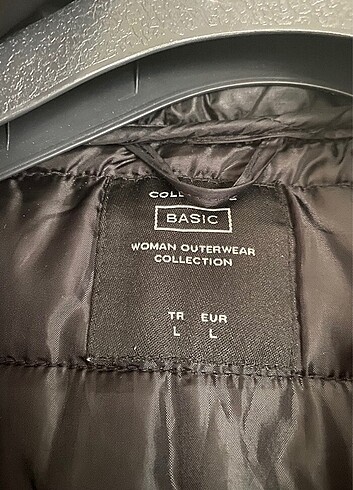 BASIC
WOMAN OUTERWEAR
COLLECTION
TR EUR
L L